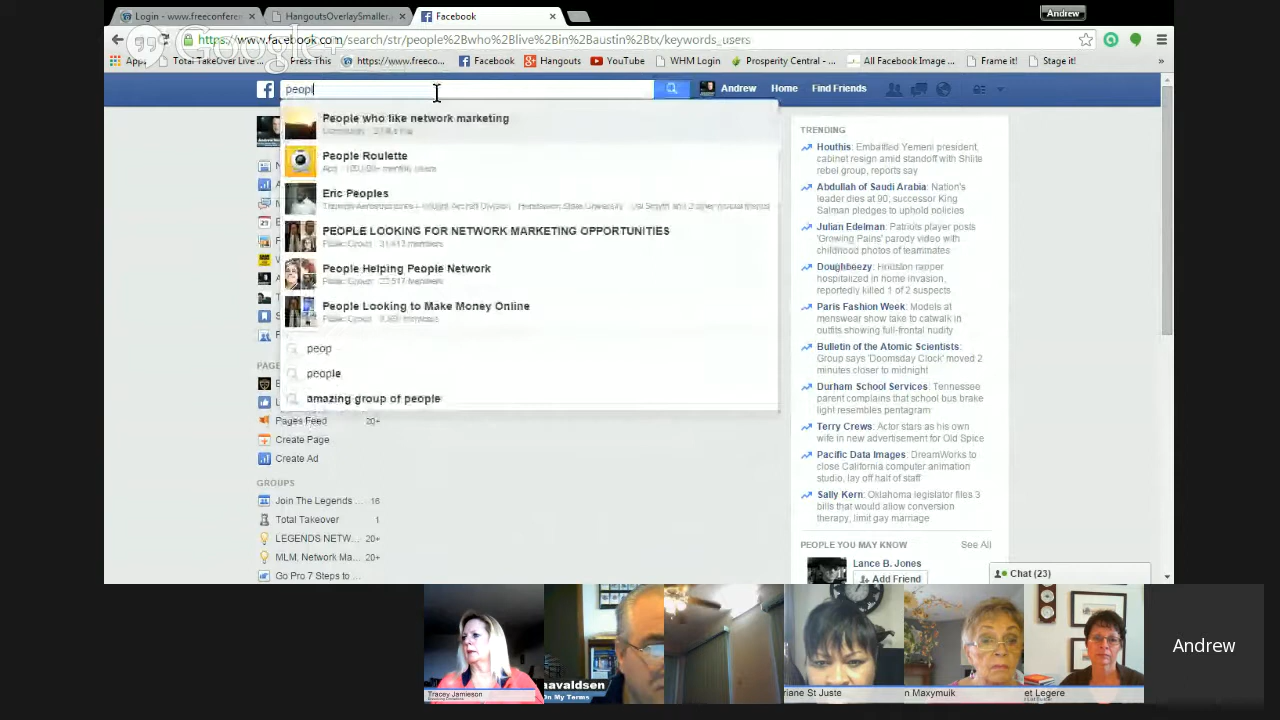 Login - www.freeconferen
HangoutsOverlaySmaller.
Facebook
Andrew
Google+
https://www.facebook.com/search/str/people%2Bwho%2Blive%2Bin%2Baustin%2Btx/keywords_users
Total TakeOver Live
Press This
https://www.freeco...
Facebook
Hangouts
YouTube
WHM Login
Prosperity Central -
All Facebook Image
Frame it!
Stage it!
peopl
Andrew
Home
Find Friends
People who like network marketing
People Roulette
Eric Peoples
PEOPLE LOOKING FOR NETWORK MARKETING OPPORTUNITIES
People Helping People Network
People Looking to Make Money Online
peop
people
amazing group of people
Pages Feed 20+
Create Page
Create Ad
GROUPS
Join The Legends ... 16
Total Takeover 1
LEGENDS NETW... 20+
MLM, Network Ma... 20+
Go Pro 7 Steps to ...
TRENDING
Houthis: Embattled Yemeni president,
cabinet resign amid standoff with Shiite
rebel group, reports say
Abdullah of Saudi Arabia: Nation's
leader dies at 90; successor King
Salman pledges to uphold policies
Julian Edelman: Patriots player posts
'Growing Pains' parody video with
childhood photos of teammates
Doughbeezy: Houston rapper
hospitalized in home invasion,
reportedly killed 1 of 2 suspects
Paris Fashion Week: Models at
menswear show take to catwalk in
outfits showing full-frontal nudity
Bulletin of the Atomic Scientists:
Group says 'Doomsday Clock' moved 2
minutes closer to midnight
Durham School Services: Tennessee
parent complains that school bus brake
light resembles pentagram
Terry Crews: Actor stars as his own
wife in new advertisement for Old Spice
Pacific Data Images: DreamWorks to
close California computer animation
studio, lay off half of staff
Sally Kern: Oklahoma legislator files 3
bills that would allow conversion
therapy, limit gay marriage
PEOPLE YOU MAY KNOW
See All
Lance B. Jones
Add Friend
Chat (23)
Tracey Jamieson
avaldsen
On My Terms
riane St Juste
n Maxymuik
et Legere
Andrew